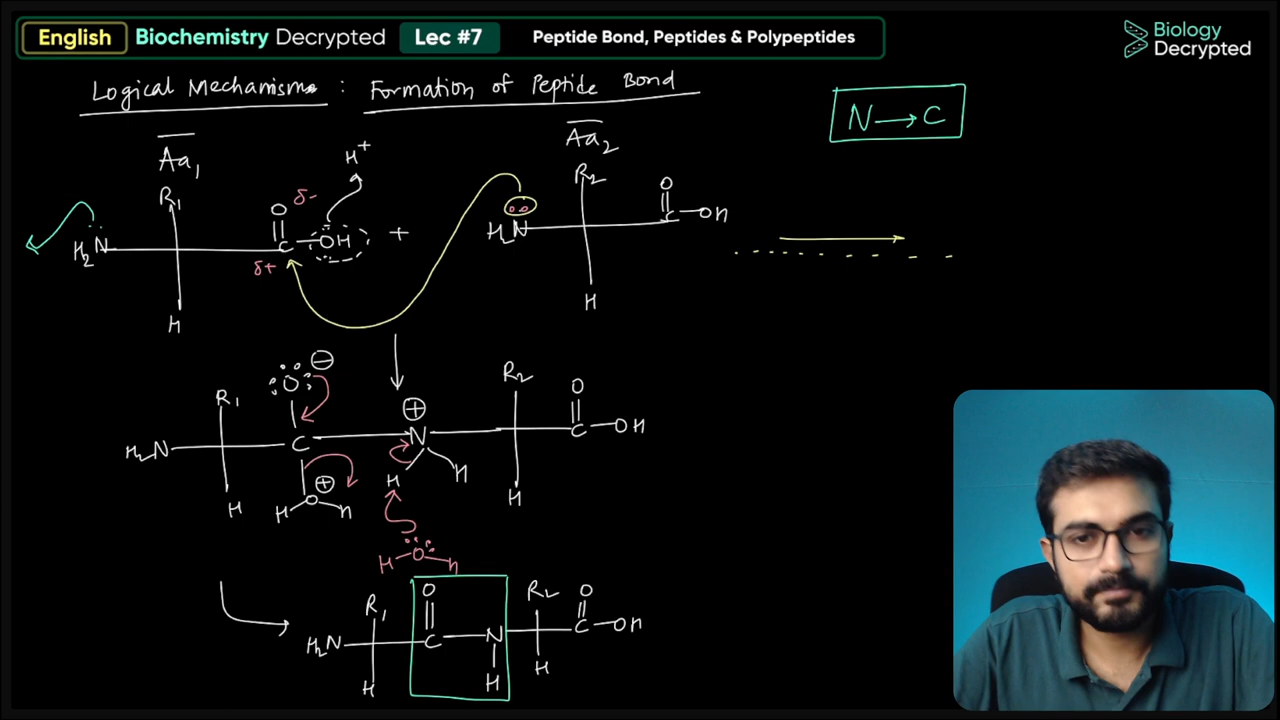 English Biochemistry Decrypted Lec #7 Peptide Bond, Peptides & Polypeptides
Biology
Decrypted
Logical Mechanism : Formation of Peptide Bond
N → C
Aa1
Aa2
H+
R1
R2
O δ-
O
H2N C OH + H2N C OH
δ+
H
H
R1 O ⊖ R2 O
⊕
H2N C N C OH
H H O ⊕ H H H H
H O H
R1 O R2 O
H2N C N C OH
H H H